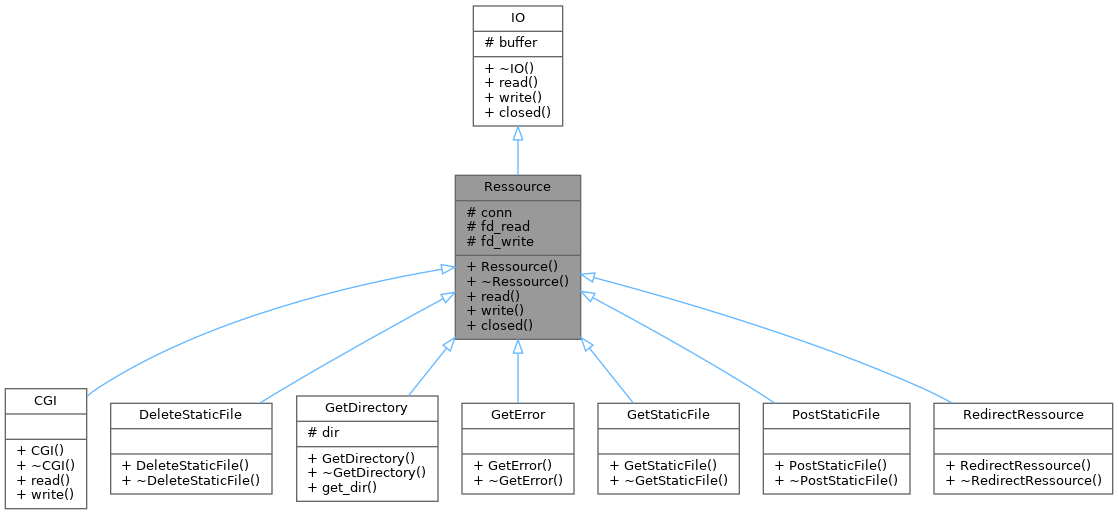 IO
# buffer
+ ~IO()
+ read()
+ write()
+ closed()
Ressource
# conn
# fd_read
# fd_write
+ Ressource()
+ ~Ressource()
+ read()
+ write()
+ closed()
CGI
+ CGI()
+ ~CGI()
+ read()
+ write()
DeleteStaticFile
+ DeleteStaticFile()
+ ~DeleteStaticFile()
GetDirectory
# dir
+ GetDirectory()
+ ~GetDirectory()
+ get_dir()
GetError
+ GetError()
+ ~GetError()
GetStaticFile
+ GetStaticFile()
+ ~GetStaticFile()
PostStaticFile
+ PostStaticFile()
+ ~PostStaticFile()
RedirectRessource
+ RedirectRessource()
+ ~RedirectRessource()